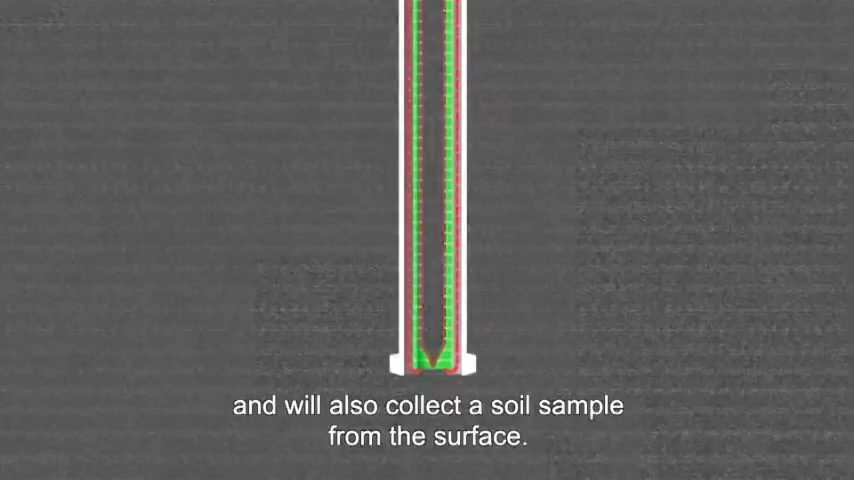 and will also collect a soil sample
from the surface.